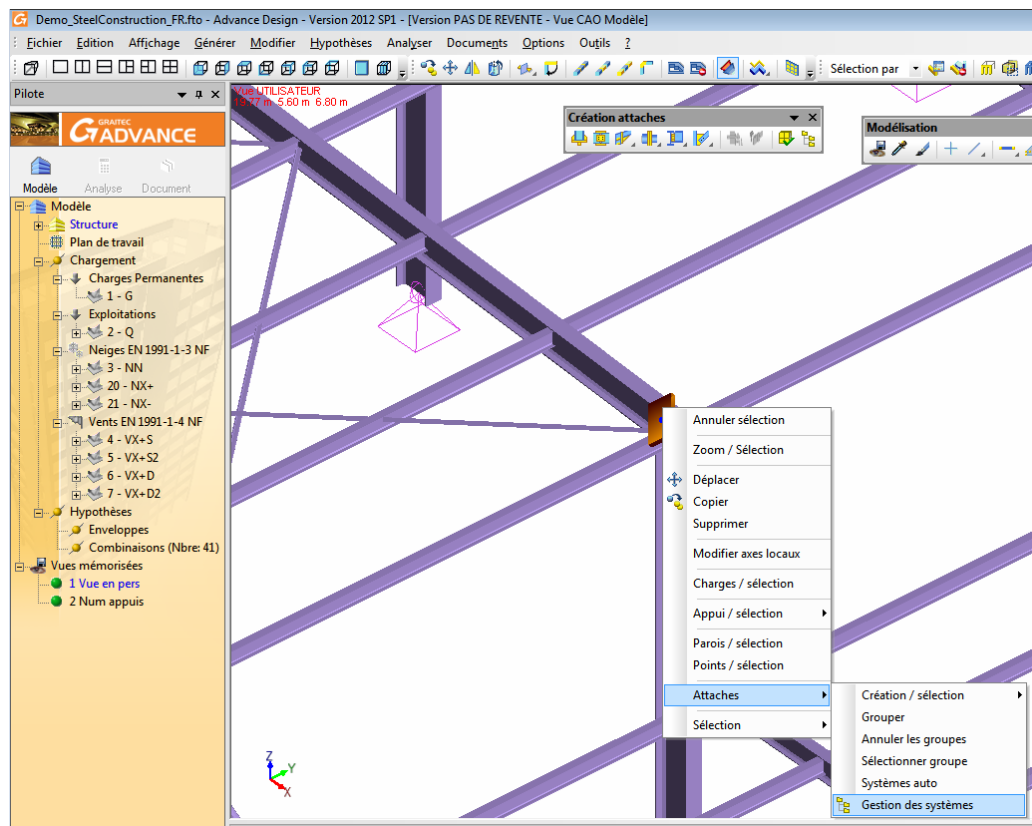 Demo_SteelConstruction_FR.fto - Advance Design - Version 2012 SP1 - [Version PAS DE REVENTE - Vue CAO Modèle]
Fichier Edition Affichage Générer Modifier Hypothèses Analyser Documents Options Outils ?
Sélection par
Pilote
GRAITEC
ADVANCE
Modèle Analyse Document
Modèle
Structure
Plan de travail
Chargement
Charges Permanentes
1 - G
Exploitations
2 - Q
Neiges EN 1991-1-3 NF
3 - NN
20 - NX+
21 - NX-
Vents EN 1991-1-4 NF
4 - VX+S
5 - VX+S2
6 - VX+D
7 - VX+D2
Hypothèses
Enveloppes
Combinaisons (Nbre: 41)
Vues mémorisées
1 Vue en pers
2 Num appuis
Vue UTILISATEUR
5.60 m 6.80 m
Création attaches
Modélisation
Annuler sélection
Zoom / Sélection
Déplacer
Copier
Supprimer
Modifier axes locaux
Charges / sélection
Appui / sélection
Parois / sélection
Points / sélection
Attaches
Sélection
Création / sélection
Grouper
Annuler les groupes
Sélectionner groupe
Systèmes auto
Gestion des systèmes
Z
Y
X